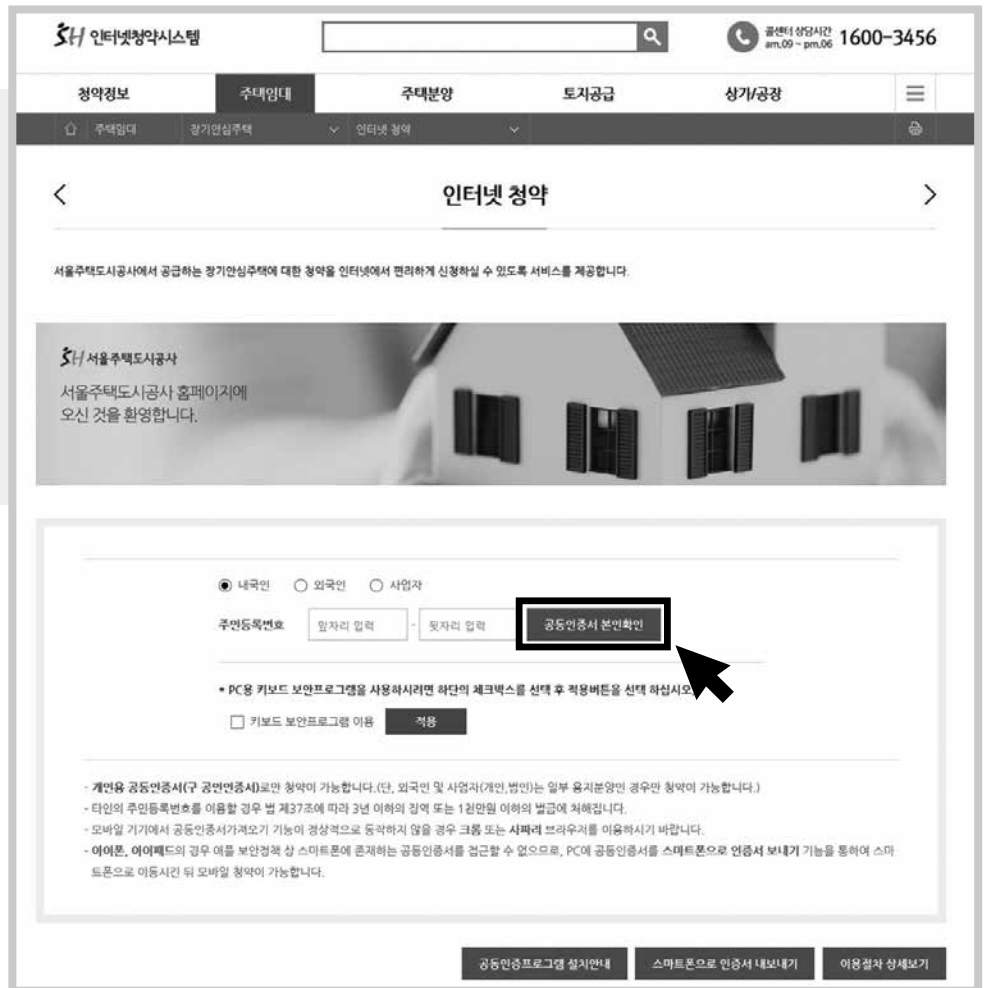 SH 인터넷청약시스템
콜센터 상담시간
am.09 ~ pm.06
1600-3456
청약정보 주택임대 주택분양 토지공급 상가/공장
주택임대 장기안심주택 인터넷 청약
인터넷 청약
서울주택도시공사에서 공급하는 장기안심주택에 대한 청약을 인터넷에서 편리하게 신청하실 수 있도록 서비스를 제공합니다.
SH 서울주택도시공사
서울주택도시공사 홈페이지에
오신 것을 환영합니다.
내국인 외국인 사업자
주민등록번호 앞자리 입력 - 뒷자리 입력 공동인증서 본인확인
* PC용 키보드 보안프로그램을 사용하시려면 하단의 체크박스를 선택 후 적용버튼을 선택 하십시오.
키보드 보안프로그램 이용 적용
- 개인용 공동인증서(구 공인인증서)로만 청약이 가능합니다.(단, 외국인 및 사업자(개인,법인)는 일부 용지분양인 경우만 청약이 가능합니다.)
- 타인의 주민등록번호를 이용할 경우 법 제37조에 따라 3년 이하의 징역 또는 1천만원 이하의 벌금에 처해집니다.
- 모바일 기기에서 공동인증서가져오기 기능이 정상적으로 동작하지 않을 경우 크롬 또는 사파리 브라우저를 이용하시기 바랍니다.
- 아이폰, 아이패드의 경우 애플 보안정책 상 스마트폰에 존재하는 공동인증서를 접근할 수 없으므로, PC에 공동인증서를 스마트폰으로 인증서 보내기 기능을 통하여 스마
트폰으로 이동시킨 뒤 모바일 청약이 가능합니다.
공동인증프로그램 설치안내 스마트폰으로 인증서 내보내기 이용절차 상세보기